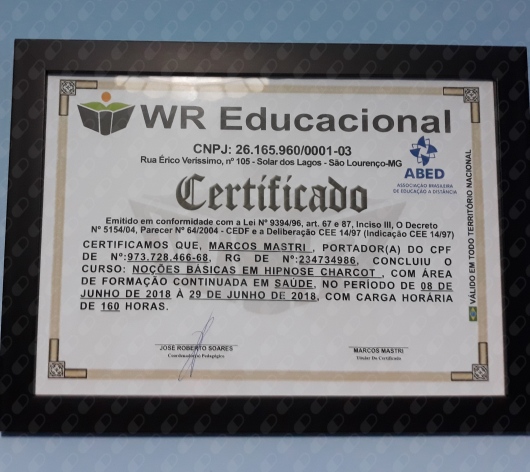 WR Educacional
CNPJ: 26.165.960/0001-03
Rua Érico Veríssimo, nº 105 - Solar dos Lagos - São Lourenço-MG
ABED
ASSOCIAÇÃO BRASILEIRA
DE EDUCAÇÃO A DISTÂNCIA
Certificado
Emitido em conformidade com a Lei Nº 9394/96, art. 67 e 87, Inciso III, O Decreto
Nº 5154/04, Parecer Nº 64/2004 - CEDF e a Deliberação CEE 14/97 (Indicação CEE 14/97)
CERTIFICAMOS QUE, MARCOS MASTRI , PORTADOR(A) DO CPF
DE Nº:973.728.466-68, RG DE Nº:234734986, CONCLUIU O
CURSO: NOÇÕES BÁSICAS EM HIPNOSE CHARCOT , COM ÁREA
DE FORMAÇÃO CONTINUADA EM SAÚDE, NO PERÍODO DE 08 DE
JUNHO DE 2018 À 29 DE JUNHO DE 2018, COM CARGA HORÁRIA
DE 160 HORAS.
VÁLIDO EM TODO TERRITÓRIO NACIONAL
JOSE ROBERTO SOARES
Coordenador(a) Pedagógica
MARCOS MASTRI
Titular Do Certificado